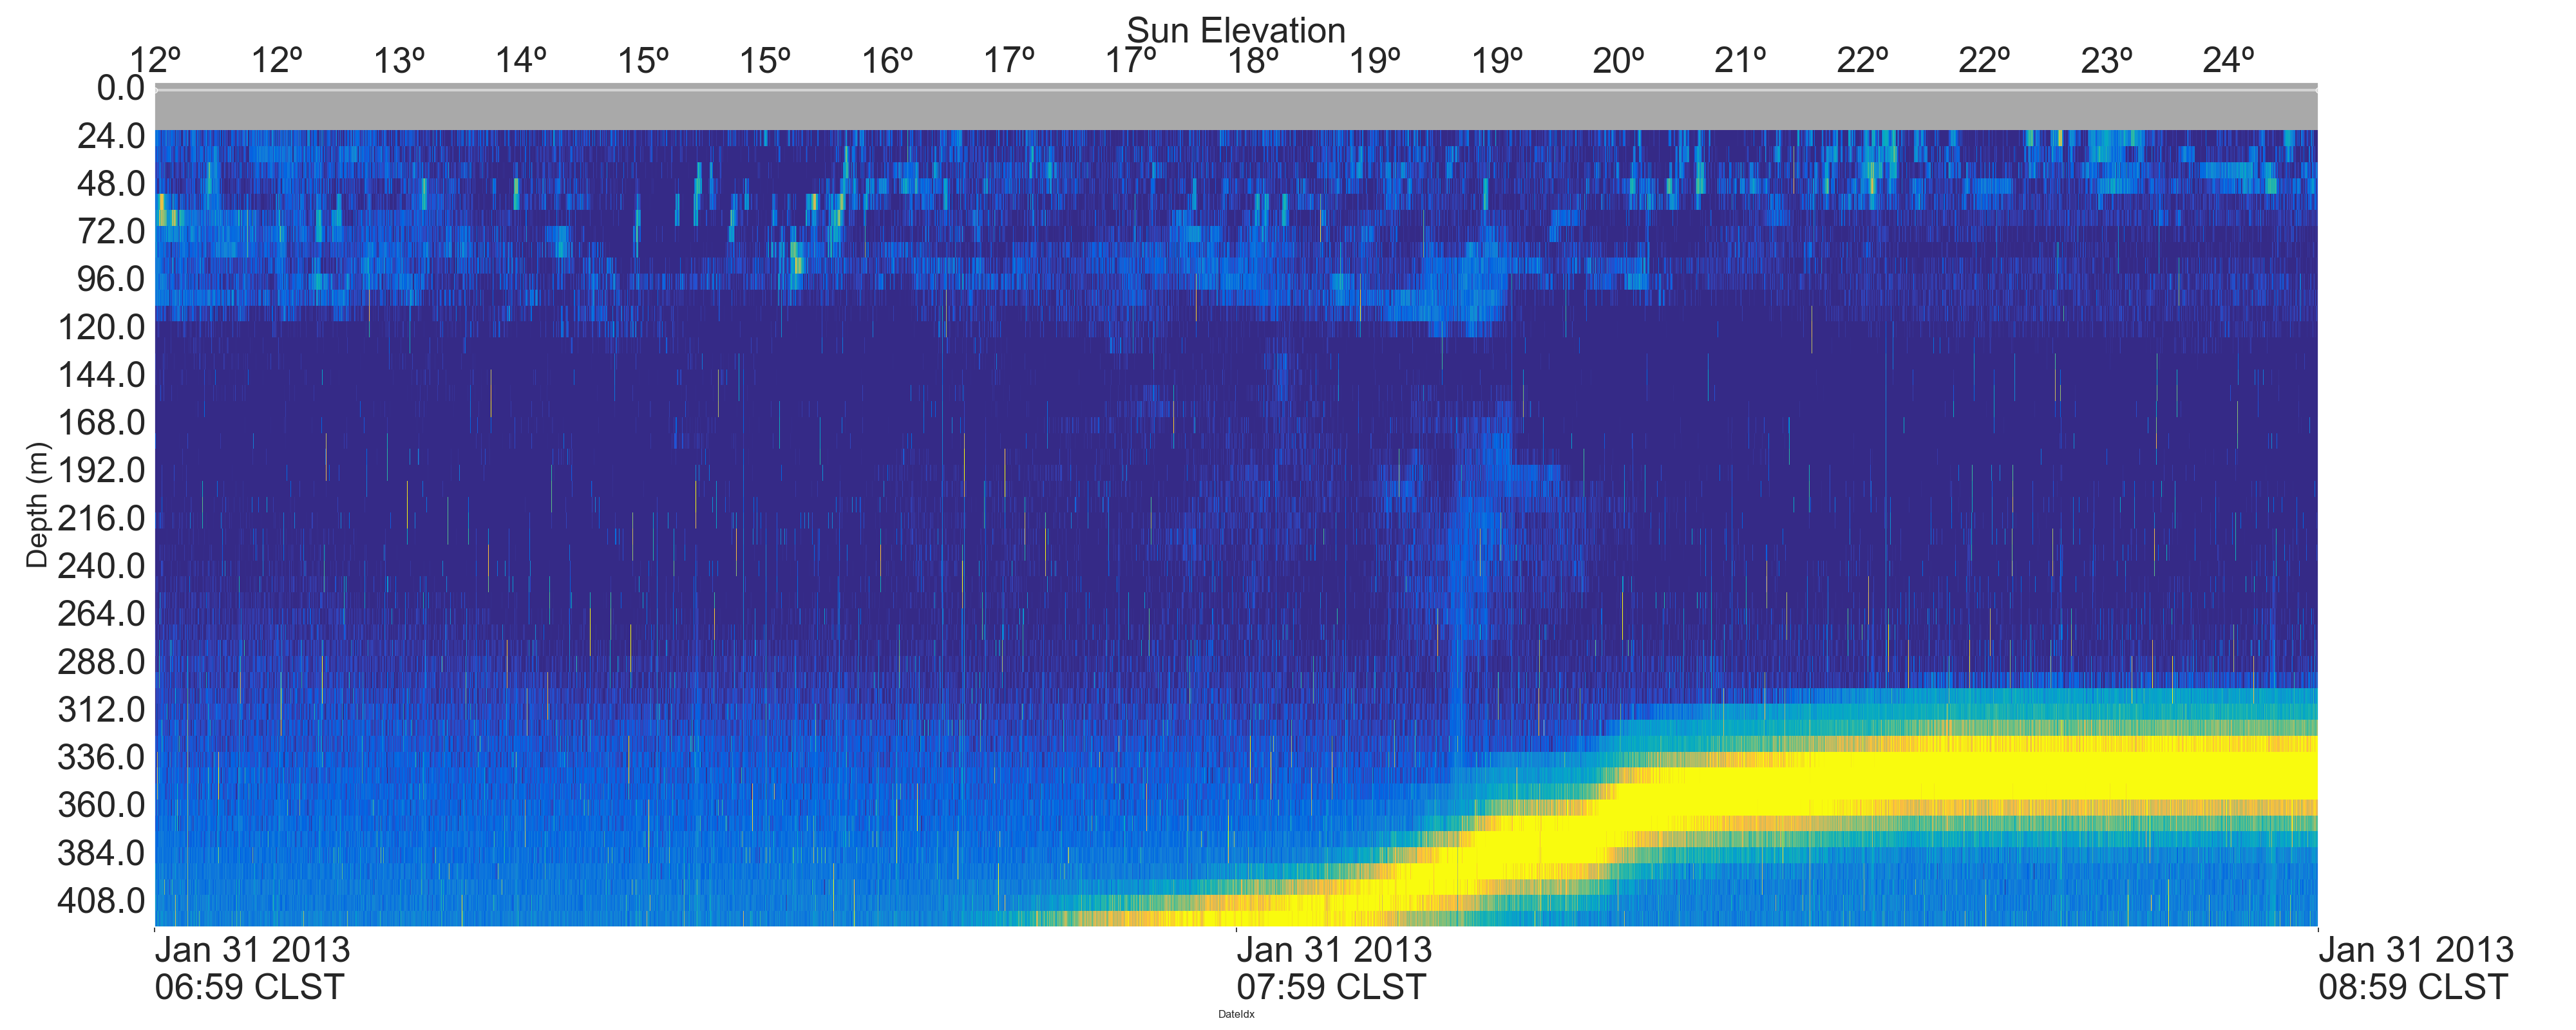 Sun Elevation
12º 12º 13º 14º 15º 15º 16º 17º 17º 18º 19º 19º 20º 21º 22º 22º 23º 24º
0.0
24.0
48.0
72.0
96.0
120.0
144.0
168.0
192.0
216.0
240.0
264.0
288.0
312.0
336.0
360.0
384.0
408.0
Depth (m)
Jan 31 2013
06:59 CLST
Jan 31 2013
07:59 CLST
Jan 31 2013
08:59 CLST
DateIdx